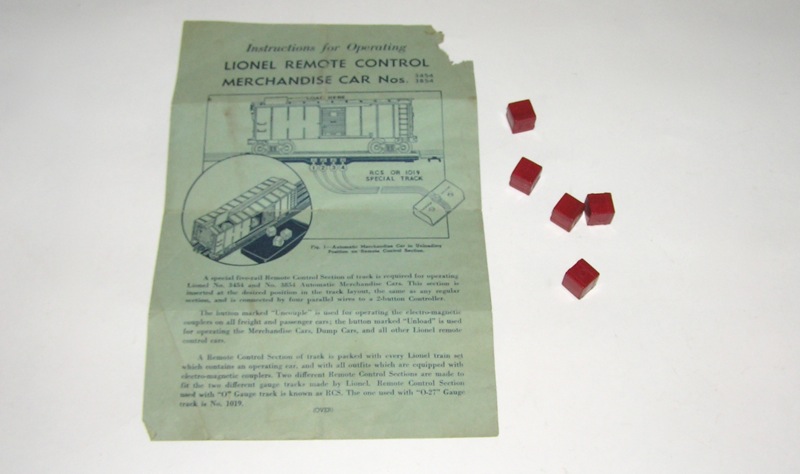 Instructions for Operating
LIONEL REMOTE CONTROL
MERCHANDISE CAR Nos. 3454
3854
1 2 3 4
RCS OR 1019
SPECIAL TRACK
Fig. 1—Automatic Merchandise Car in Unloading
Position on Remote Control Section.
A special five-rail Remote Control Section of track is required for operating
Lionel No. 3454 and No. 3854 Automatic Merchandise Cars. This section is
inserted at the desired position in the track layout, the same as any regular
section, and is connected by four parallel wires to a 2-button Controller.
The button marked "Uncouple" is used for operating the electro-magnetic
couplers on all freight and passenger cars; the button marked "Unload" is used
for operating the Merchandise Cars, Dump Cars, and all other Lionel remote
control cars.
A Remote Control Section of track is packed with every Lionel train set
which contains an operating car, and with all outfits which are equipped with
electro-magnetic couplers. Two different Remote Control Sections are made to
fit the two different gauge tracks made by Lionel. Remote Control Section
used with "O" Gauge track is known as RCS. The one used with "O-27" Gauge
track is No. 1019.
(OVER)